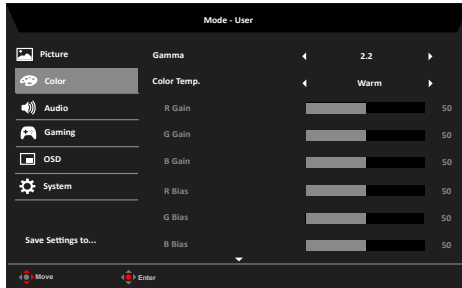 Mode - User
Picture
Gamma 2.2
Color
Color Temp. Warm
Audio
R Gain 50
Gaming
G Gain 50
OSD
B Gain 50
System
R Bias 50
G Bias 50
Save Settings to...
B Bias 50
Move Enter